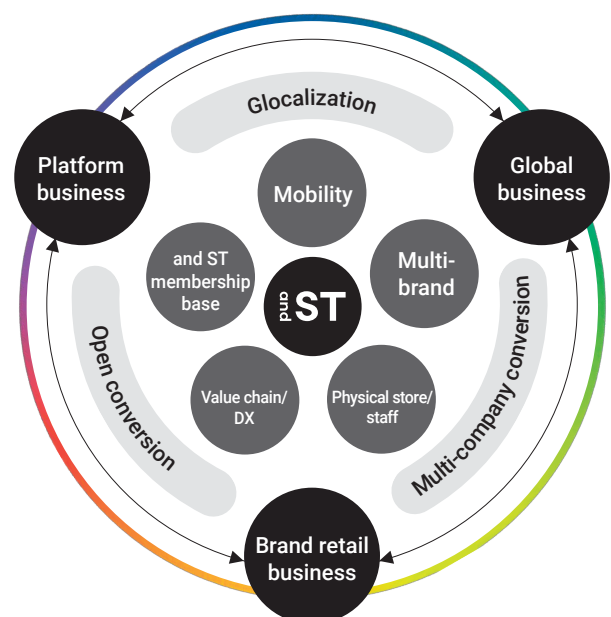 Glocalization
Platform
business
Global
business
Mobility
and ST
membership
base
Multi-
brand
and ST
Open conversion
Multi-company conversion
Value chain/
DX
Physical store/
staff
Brand retail
business